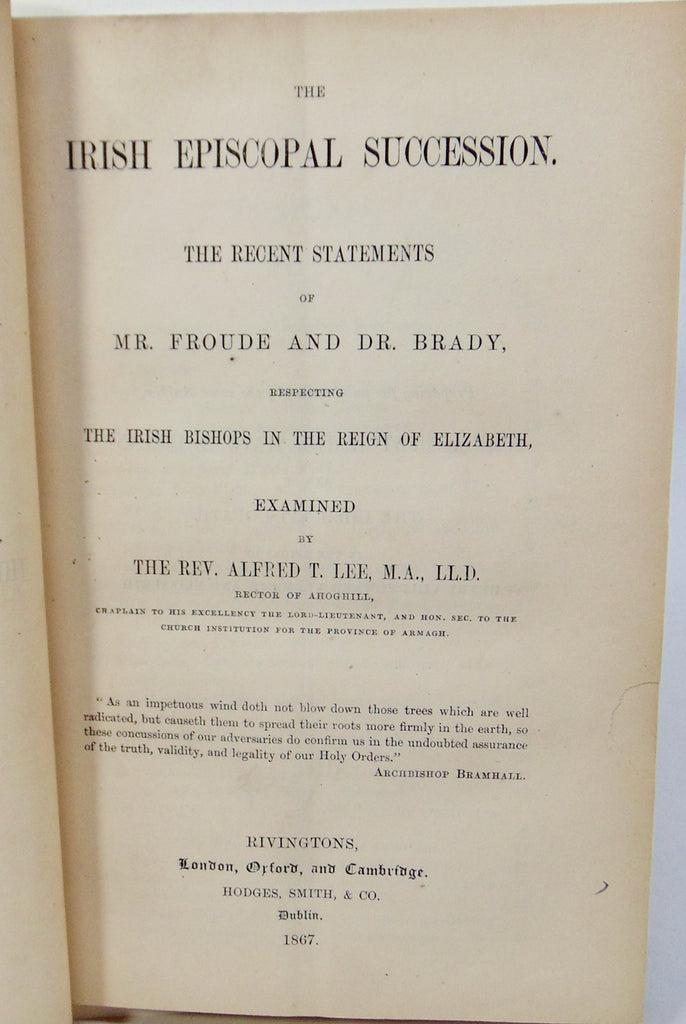 THE
IRISH EPISCOPAL SUCCESSION.
THE RECENT STATEMENTS
OF
MR. FROUDE AND DR. BRADY,
RESPECTING
THE IRISH BISHOPS IN THE REIGN OF ELIZABETH,
EXAMINED
BY
THE REV. ALFRED T. LEE, M.A., LL.D.
RECTOR OF AHOGHILL,
CHAPLAIN TO HIS EXCELLENCY THE LORD-LIEUTENANT, AND HON. SEC. TO THE
CHURCH INSTITUTION FOR THE PROVINCE OF ARMAGH.
“As an impetuous wind doth not blow down those trees which are well
radicated, but causeth them to spread their roots more firmly in the earth, so
these concussions of our adversaries do confirm us in the undoubted assurance
of the truth, validity, and legality of our Holy Orders.”
ARCHBISHOP BRAMHALL.
RIVINGTONS,
London, Oxford, and Cambridge.
HODGES, SMITH, & CO.
Dublin.
1867.